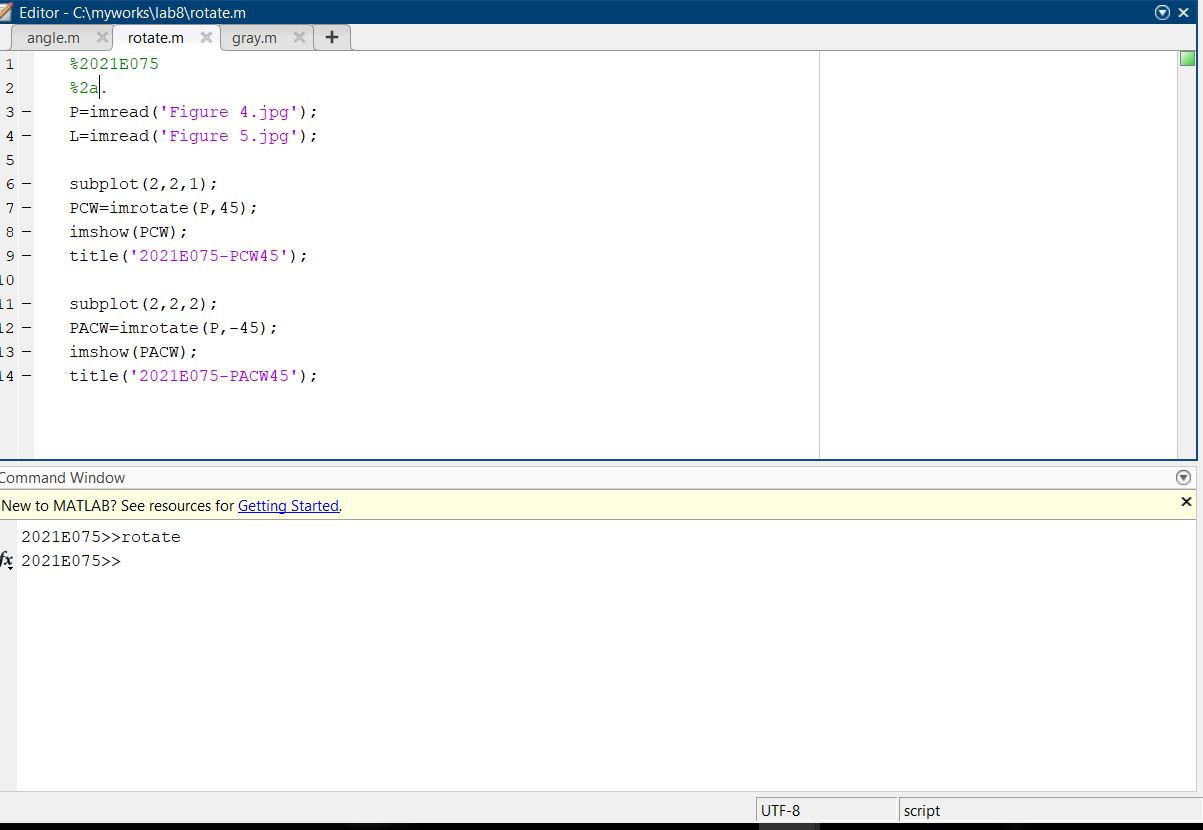 Editor - C:\myworks\lab8\rotate.m
angle.m rotate.m gray.m +
1 %2021E075
2 %2a.
3 P=imread('Figure 4.jpg');
4 L=imread('Figure 5.jpg');
5
6 subplot(2,2,1);
7 PCW=imrotate(P,45);
8 imshow(PCW);
9 title('2021E075-PCW45');
10
11 subplot(2,2,2);
12 PACW=imrotate(P,-45);
13 imshow(PACW);
14 title('2021E075-PACW45');
Command Window
New to MATLAB? See resources for Getting Started.
2021E075>>rotate
fx 2021E075>>
UTF-8 script